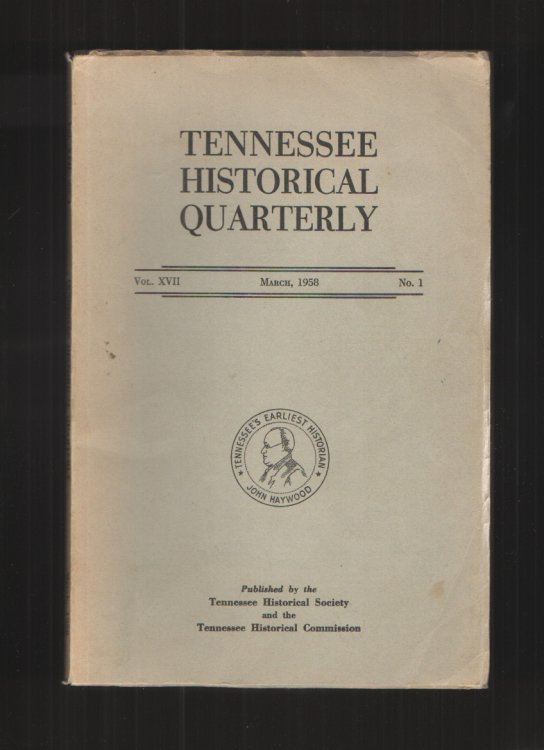 TENNESSEE
HISTORICAL
QUARTERLY
VOL. XVII MARCH, 1958 No. 1
★ TENNESSEE'S EARLIEST HISTORIAN ★
JOHN HAYWOOD
Published by the
Tennessee Historical Society
and the
Tennessee Historical Commission